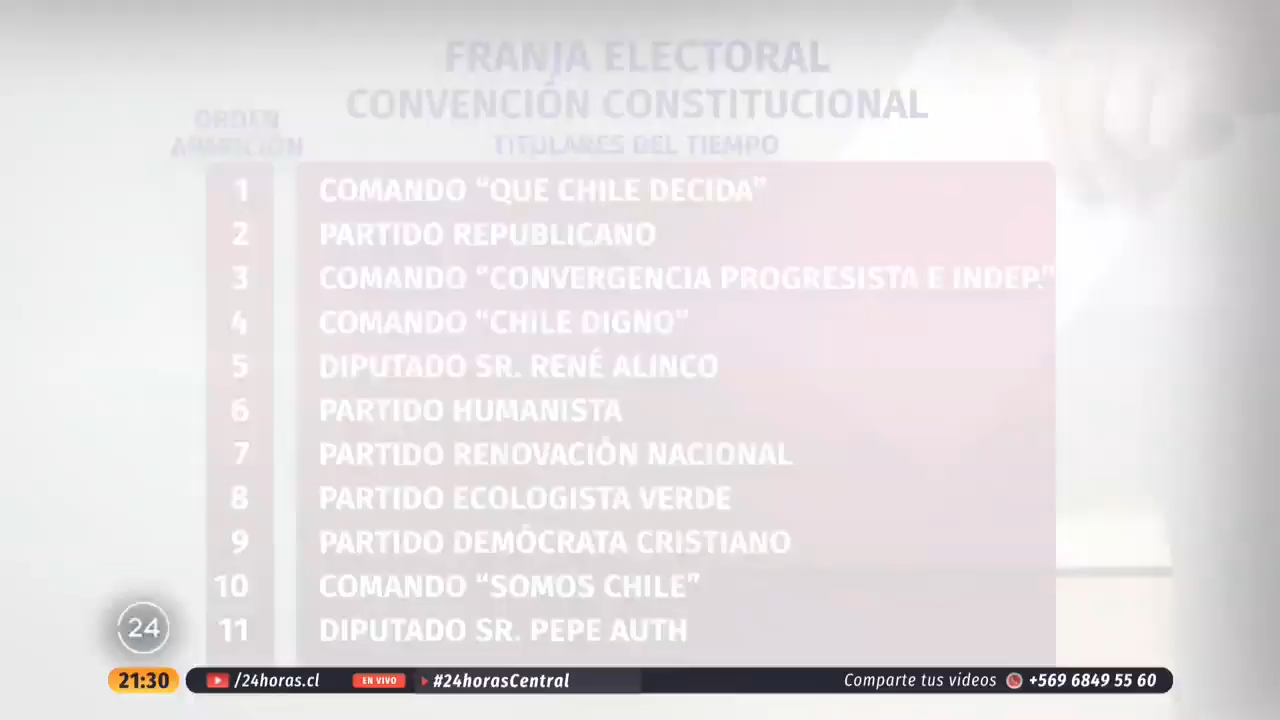 FRANJA ELECTORAL
CONVENCIÓN CONSTITUCIONAL
ORDEN
APARICIÓN
TITULARES DEL TIEMPO
1 COMANDO “QUE CHILE DECIDA”
2 PARTIDO REPUBLICANO
3 COMANDO “CONVERGENCIA PROGRESISTA E INDEP.”
4 COMANDO “CHILE DIGNO”
5 DIPUTADO SR. RENÉ ALINCO
6 PARTIDO HUMANISTA
7 PARTIDO RENOVACIÓN NACIONAL
8 PARTIDO ECOLOGISTA VERDE
9 PARTIDO DEMÓCRATA CRISTIANO
10 COMANDO “SOMOS CHILE”
11 DIPUTADO SR. PEPE AUTH
24
21:30 /24horas.cl EN VIVO #24horasCentral Comparte tus videos +569 6849 55 60